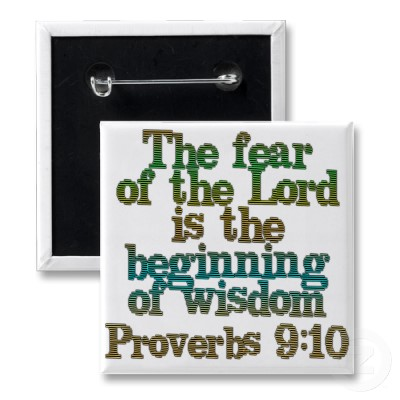 The fear
of the Lord
is the
beginning
of wisdom
Proverbs 9:10